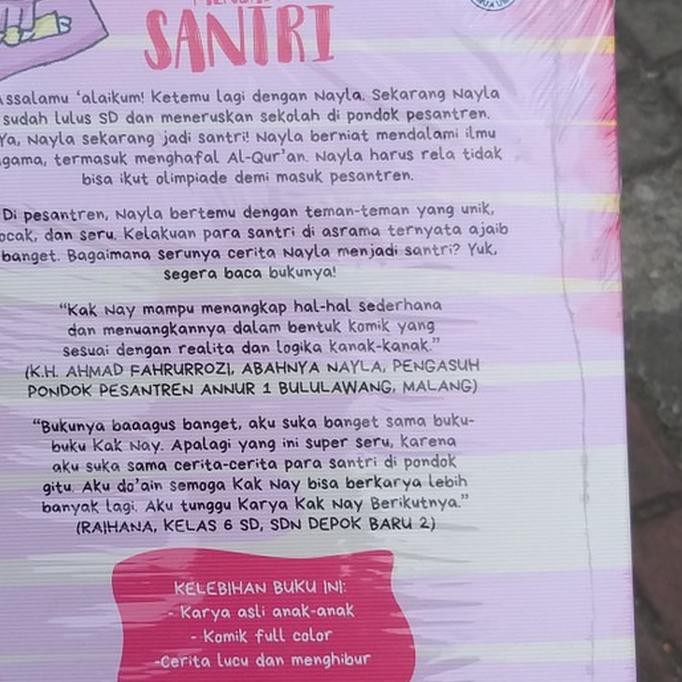 SANTRI
ssalamu 'alaikum! Ketemu lagi dengan Nayla. Sekarang Nayla
sudah lulus SD dan meneruskan sekolah di pondok pesantren.
Ya, Nayla sekarang jadi santri! Nayla berniat mendalami ilmu
gama, termasuk menghafal Al-Qur'an. Nayla harus rela tidak
bisa ikut olimpiade demi masuk pesantren.
Di pesantren, Nayla bertemu dengan teman-teman yang unik,
ocak, dan seru. Kelakuan para santri di asrama ternyata ajaib
banget. Bagaimana serunya cerita Nayla menjadi santri? Yuk,
segera baca bukunya!
"Kak Nay mampu menangkap hal-hal sederhana
dan menuangkannya dalam bentuk komik yang
sesuai dengan realita dan logika kanak-kanak."
(K.H. AHMAD FAHRURROZI, ABAHNYA NAYLA, PENGASUH
PONDOK PESANTREN ANNUR 1 BULULAWANG, MALANG)
"Bukunya baaagus banget, aku suka banget sama buku-
buku Kak Nay. Apalagi yang ini super seru, karena
aku suka sama cerita-cerita para santri di pondok
gitu. Aku do'ain semoga Kak Nay bisa berkarya lebih
banyak lagi. Aku tunggu Karya Kak Nay Berikutnya."
(RAIHANA, KELAS 6 SD, SDN DEPOK BARU 2)
KELEBIHAN BUKU INI:
- Karya asli anak-anak
- Komik full color
-Cerita lucu dan menghibur